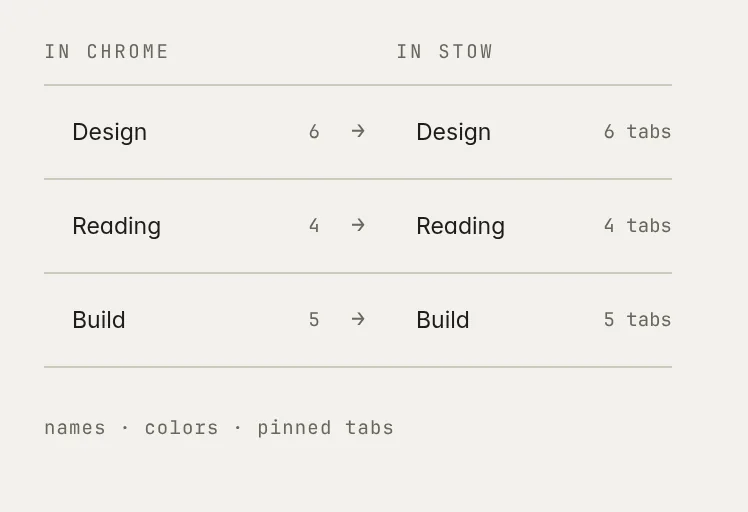 IN CHROME IN STOW
Design 6 → Design 6 tabs
Reading 4 → Reading 4 tabs
Build 5 → Build 5 tabs
names · colors · pinned tabs